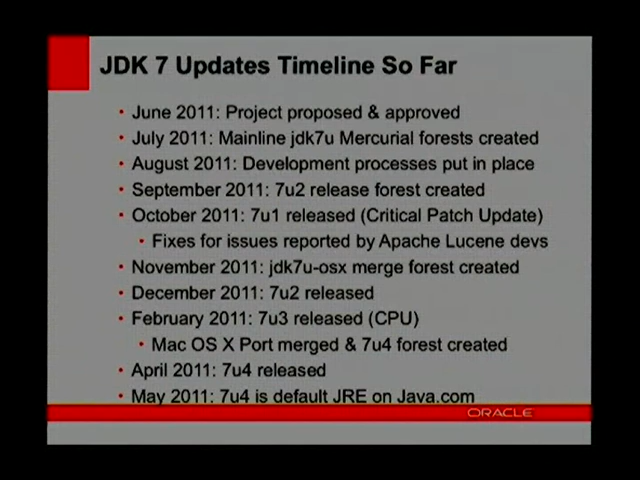 JDK 7 Updates Timeline So Far
• June 2011: Project proposed & approved
• July 2011: Mainline jdk7u Mercurial forests created
• August 2011: Development processes put in place
• September 2011: 7u2 release forest created
• October 2011: 7u1 released (Critical Patch Update)
• Fixes for issues reported by Apache Lucene devs
• November 2011: jdk7u-osx merge forest created
• December 2011: 7u2 released
• February 2011: 7u3 released (CPU)
• Mac OS X Port merged & 7u4 forest created
• April 2011: 7u4 released
• May 2011: 7u4 is default JRE on Java.com
ORACLE